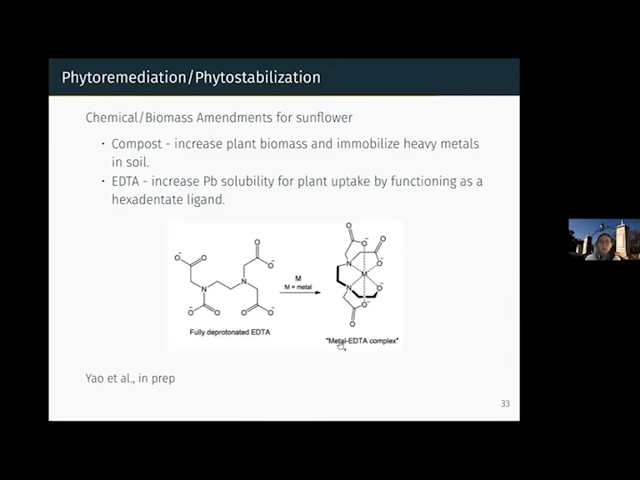 Phytoremediation/Phytostabilization
Chemical/Biomass Amendments for sunflower
• Compost - increase plant biomass and immobilize heavy metals
in soil.
• EDTA - increase Pb solubility for plant uptake by functioning as a
hexadentate ligand.
M
M = metal
Fully deprotonated EDTA
"Metal-EDTA complex"
Yao et al., in prep
33